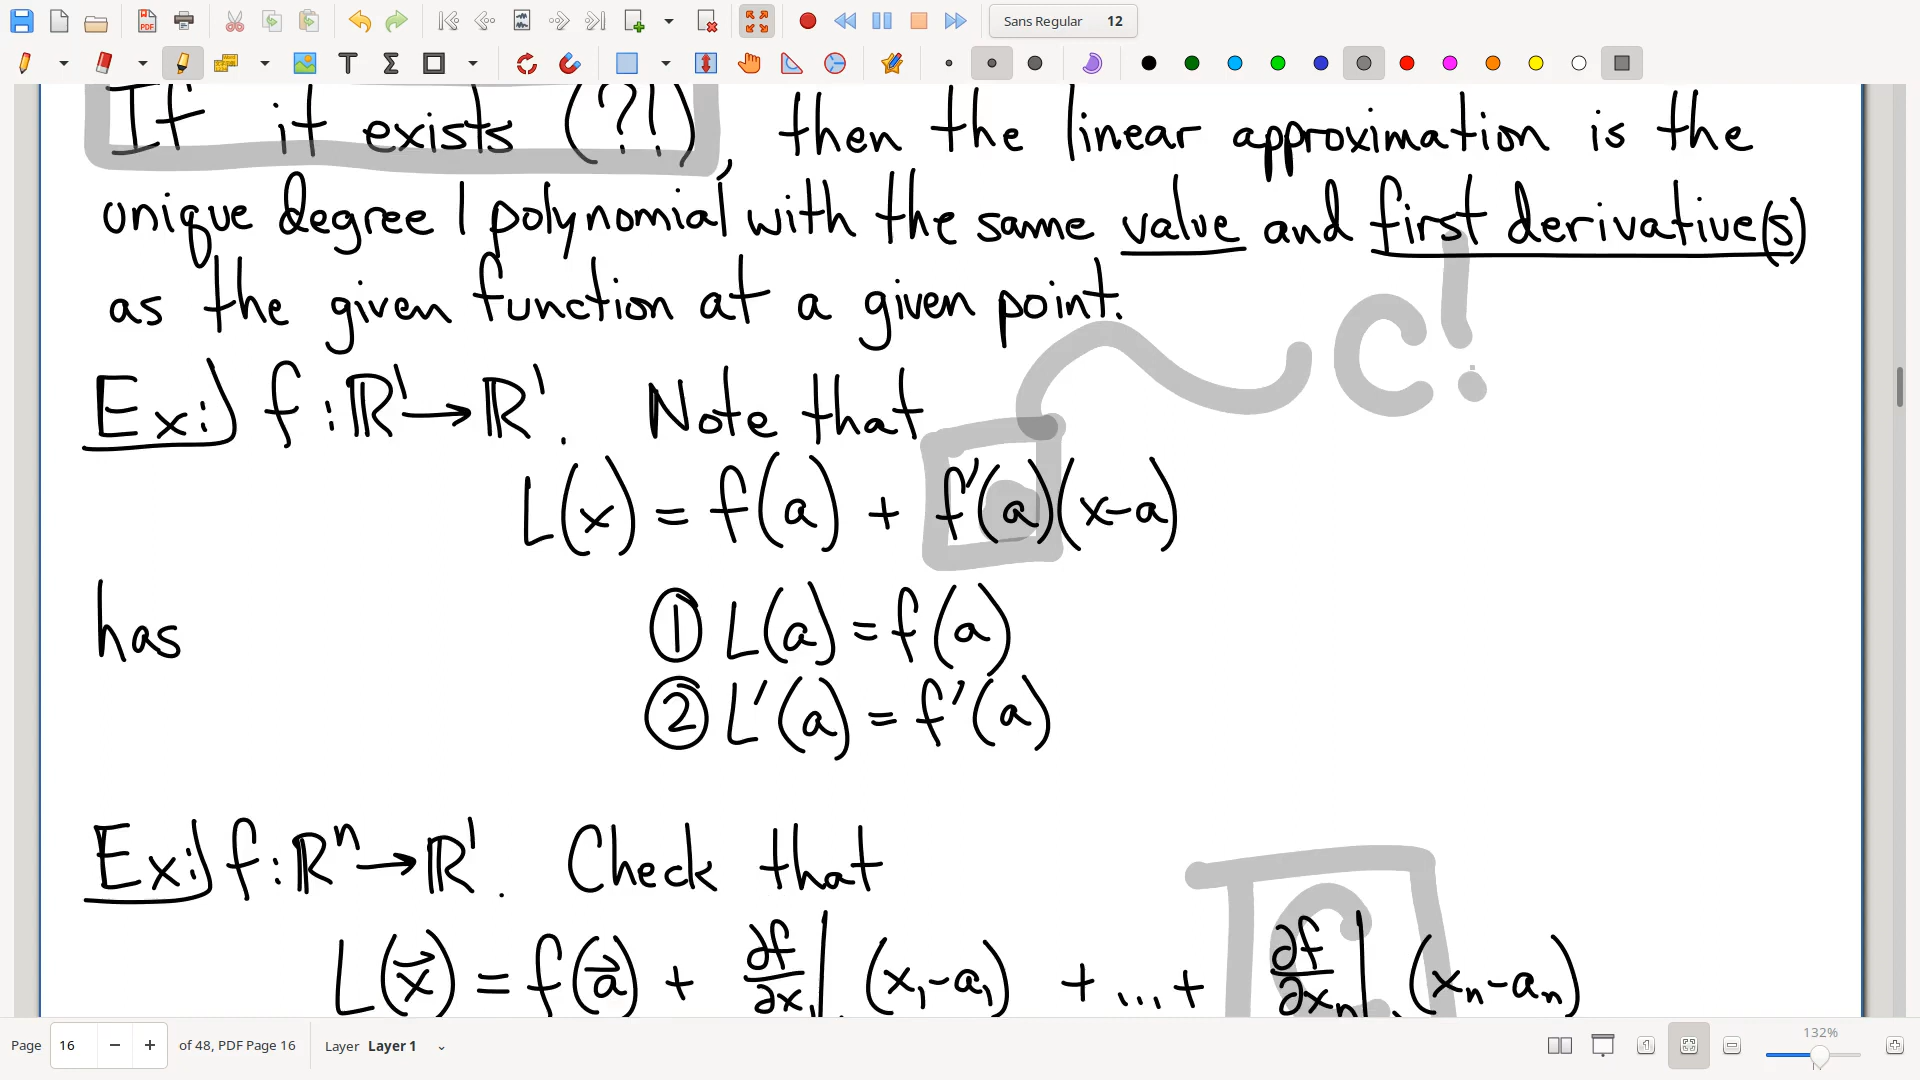 Sans Regular 12
If it exists (?!), then the linear approximation is the
unique degree 1 polynomial with the same value and first derivative(s)
as the given function at a given point.
C!
Ex:) f:ℝ¹→ℝ¹. Note that
L(x) = f(a) + f'(a)(x-a)
has ① L(a) = f(a)
② L'(a) = f'(a)
Ex:) f:ℝⁿ→ℝ¹. Check that
C
L(x⃗) = f(a⃗) + ∂f/∂x₁| (x₁-a₁) + ... + ∂f/∂xₙ| (xₙ-aₙ)
Page 16 of 48, PDF Page 16 Layer Layer 1 132%